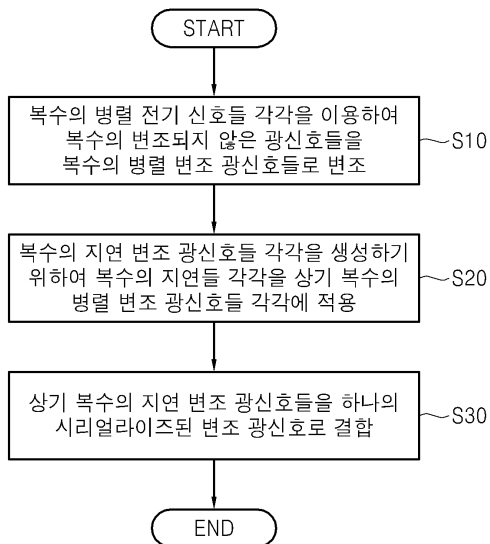 START
복수의 병렬 전기 신호들 각각을 이용하여
복수의 변조되지 않은 광신호들을
복수의 병렬 변조 광신호들로 변조
S10
복수의 지연 변조 광신호들 각각을 생성하기
위하여 복수의 지연들 각각을 상기 복수의
병렬 변조 광신호들 각각에 적용
S20
상기 복수의 지연 변조 광신호들을 하나의
시리얼라이즈된 변조 광신호로 결합
S30
END